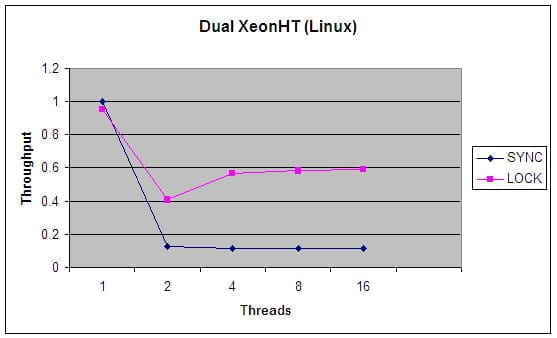 Dual XeonHT (Linux)
1.2
1
0.8
0.6
0.4
0.2
0
Throughput
1 2 4 8 16
Threads
SYNC
LOCK